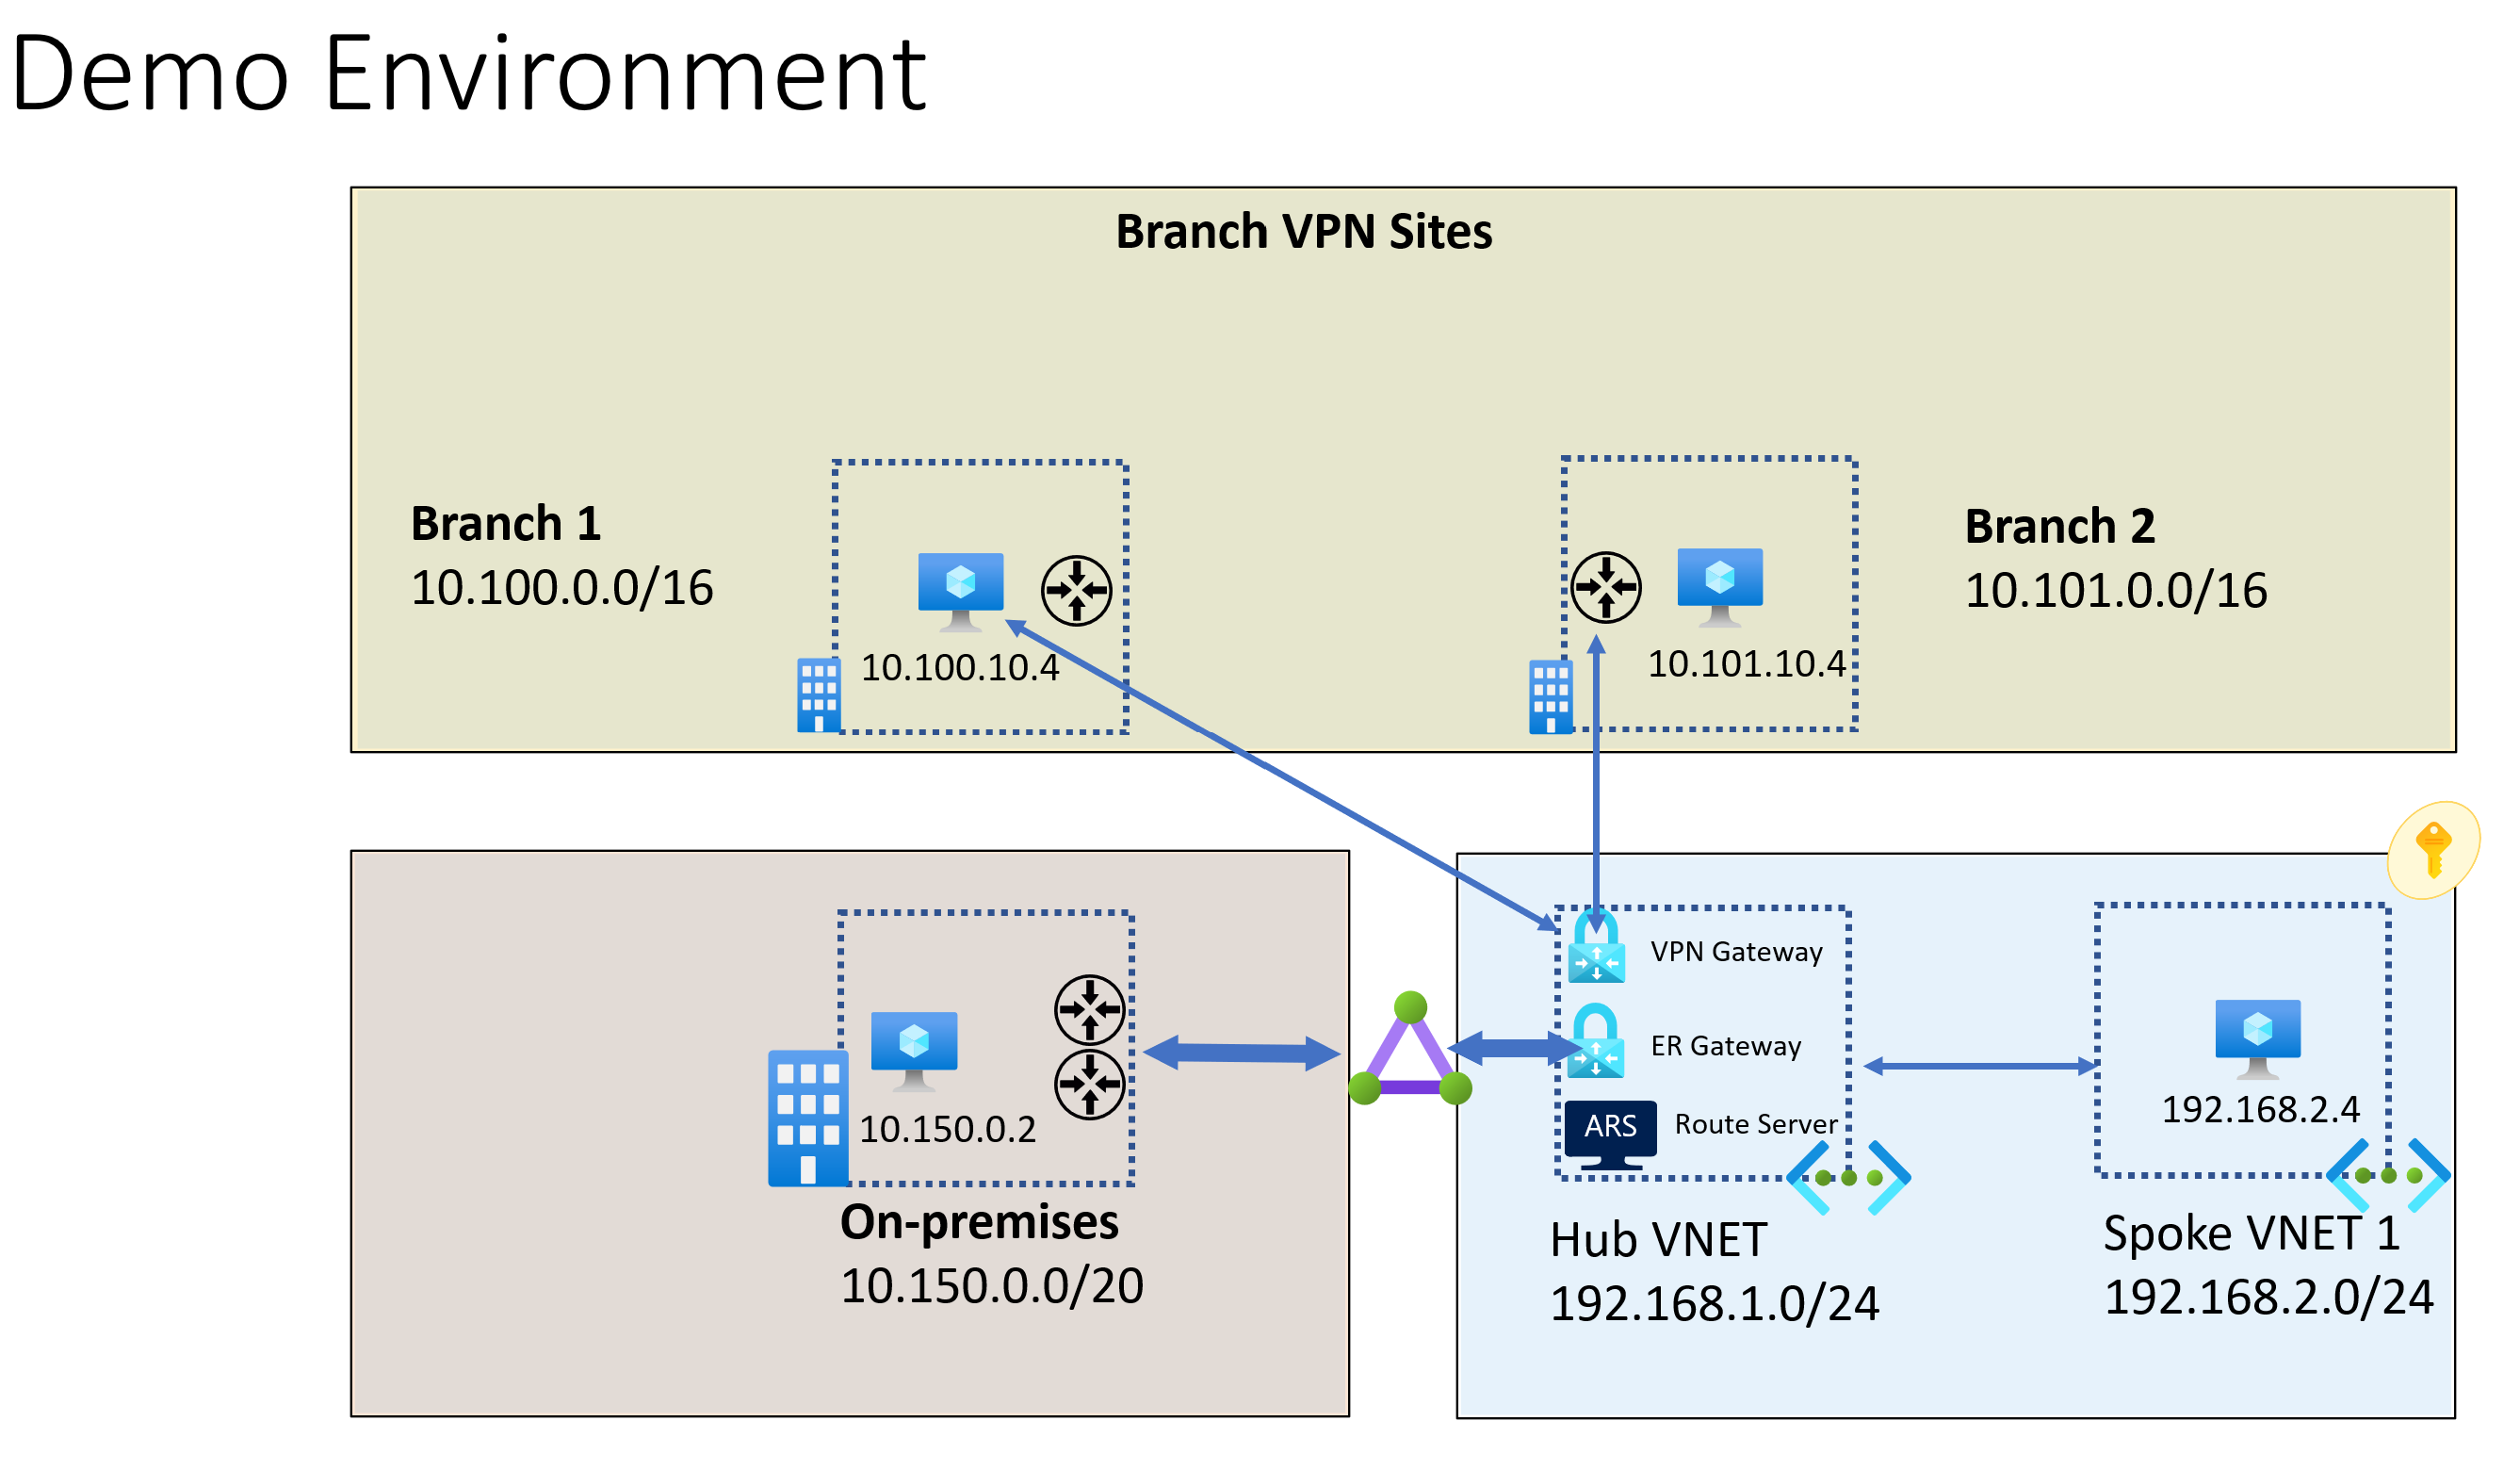 Demo Environment
Branch VPN Sites
Branch 1
10.100.0.0/16
10.100.10.4
10.101.10.4
Branch 2
10.101.0.0/16
10.150.0.2
On-premises
10.150.0.0/20
VPN Gateway
ER Gateway
ARS
Route Server
Hub VNET
192.168.1.0/24
192.168.2.4
Spoke VNET 1
192.168.2.0/24